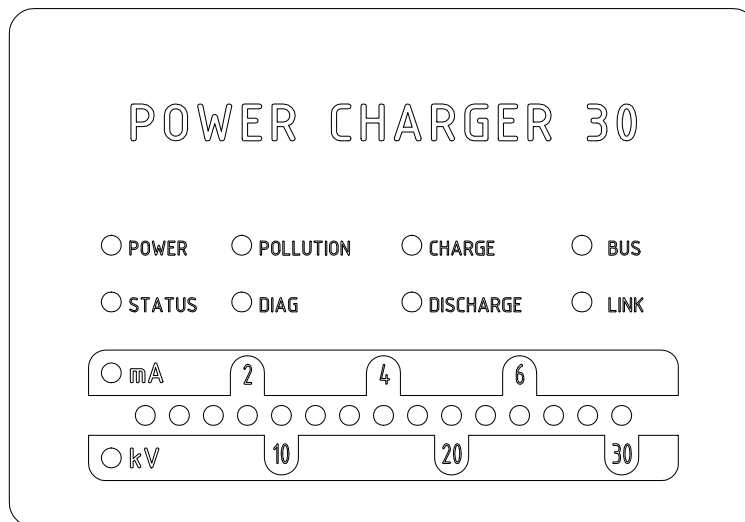 POWER CHARGER 30
POWER POLLUTION CHARGE BUS
STATUS DIAG DISCHARGE LINK
mA 2 4 6
kV 10 20 30